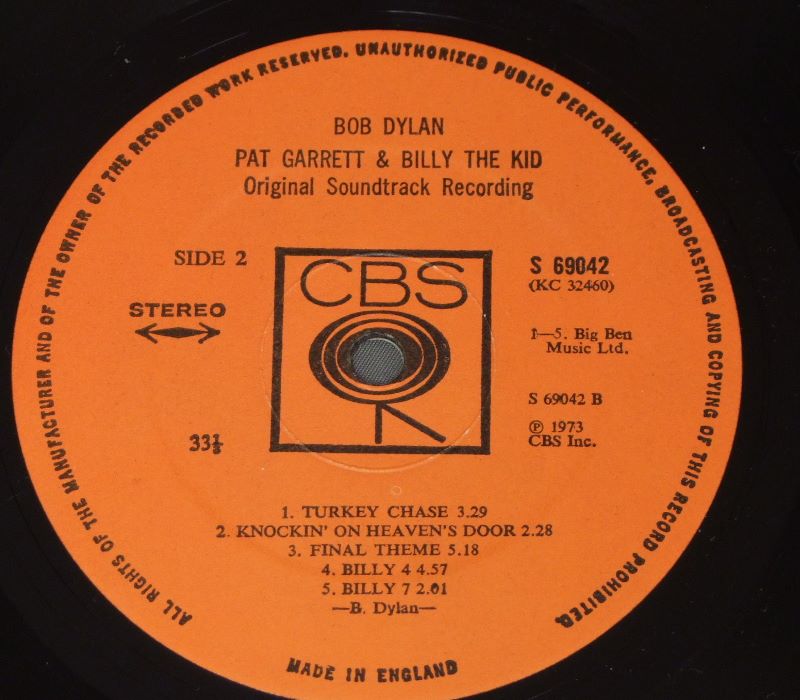 ALL RIGHTS OF THE MANUFACTURER AND OF THE OWNER OF THE RECORDED WORK RESERVED. UNAUTHORIZED PUBLIC PERFORMANCE, BROADCASTING AND COPYING OF THIS RECORD PROHIBITED.
BOB DYLAN
PAT GARRETT & BILLY THE KID
Original Soundtrack Recording
SIDE 2
STEREO
33⅓
CBS
S 69042
(KC 32460)
1—5. Big Ben
Music Ltd.
S 69042 B
℗ 1973
CBS Inc.
1. TURKEY CHASE 3.29
2. KNOCKIN' ON HEAVEN'S DOOR 2.28
3. FINAL THEME 5.18
4. BILLY 4 4.57
5. BILLY 7 2.01
—B. Dylan—
MADE IN ENGLAND